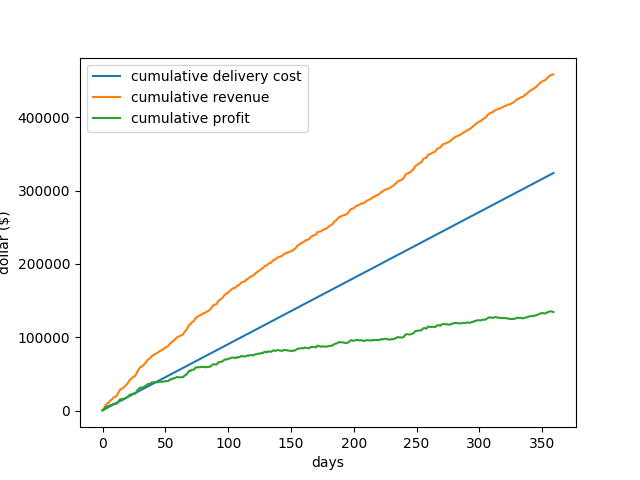 cumulative delivery cost
cumulative revenue
cumulative profit
400000
300000
200000
100000
0
dollar ($)
0 50 100 150 200 250 300 350
days